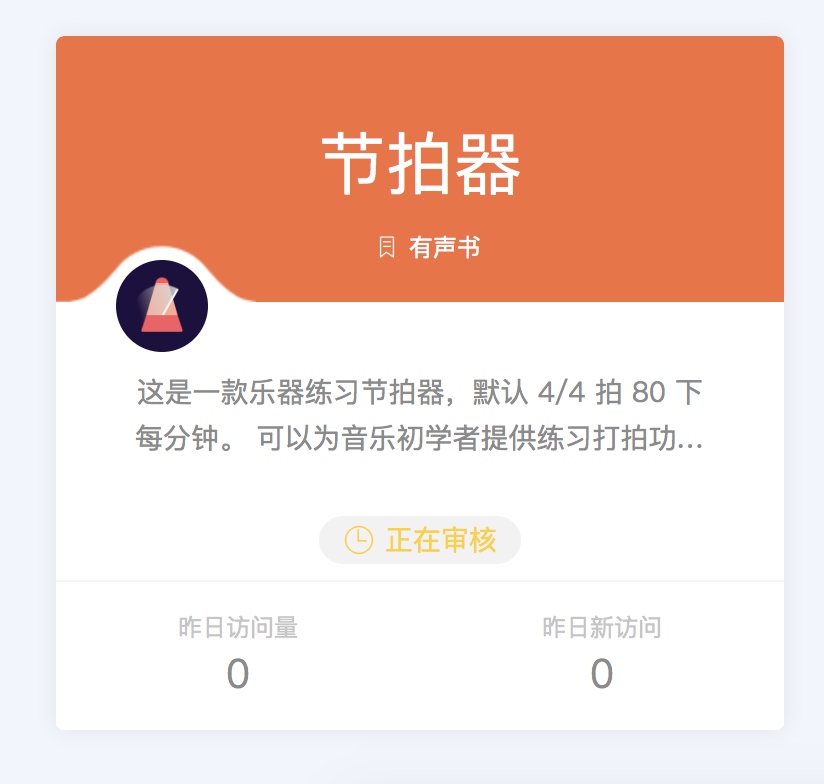 节拍器
有声书
这是一款乐器练习节拍器，默认 4/4 拍 80 下
每分钟。 可以为音乐初学者提供练习打拍功...
正在审核
昨日访问量
昨日新访问
0
0